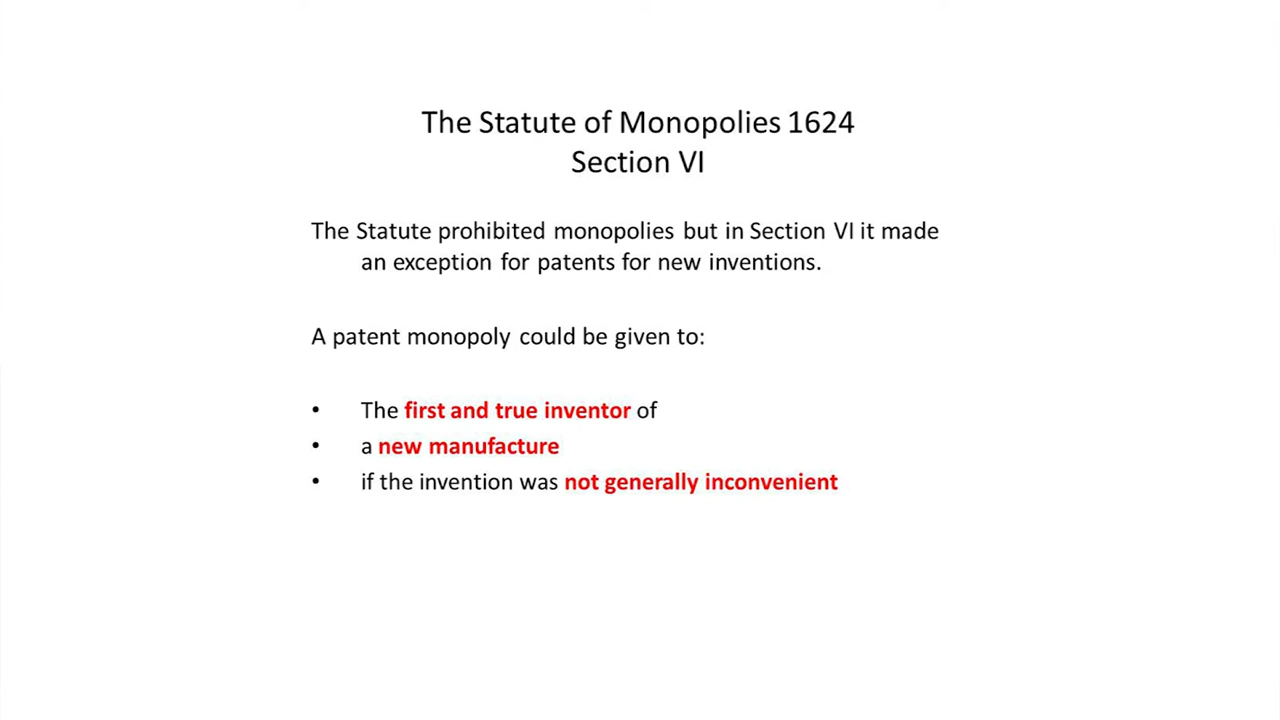 The Statute of Monopolies 1624
Section VI
The Statute prohibited monopolies but in Section VI it made
an exception for patents for new inventions.
A patent monopoly could be given to:
• The first and true inventor of
• a new manufacture
• if the invention was not generally inconvenient